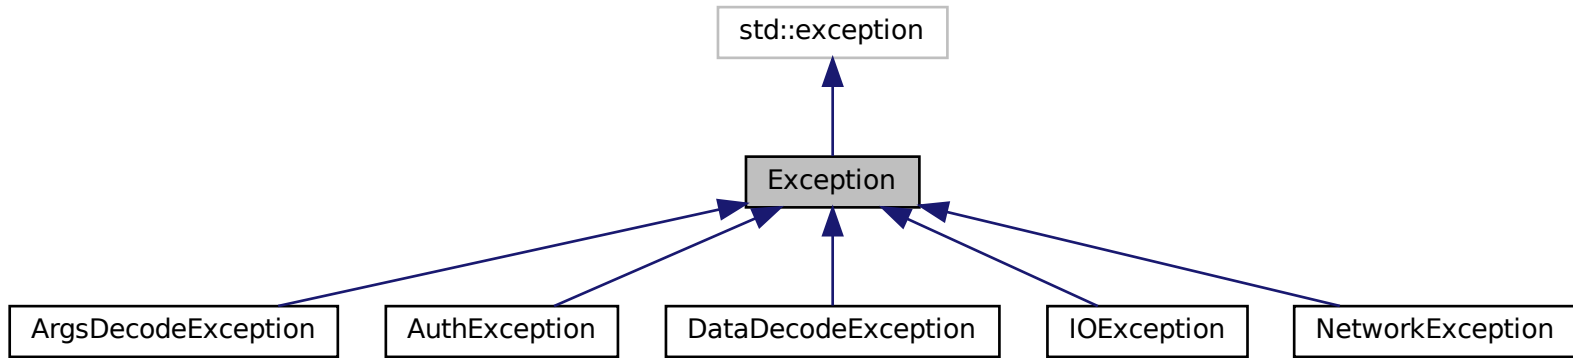 std::exception
Exception
ArgsDecodeException
AuthException
DataDecodeException
IOException
NetworkException